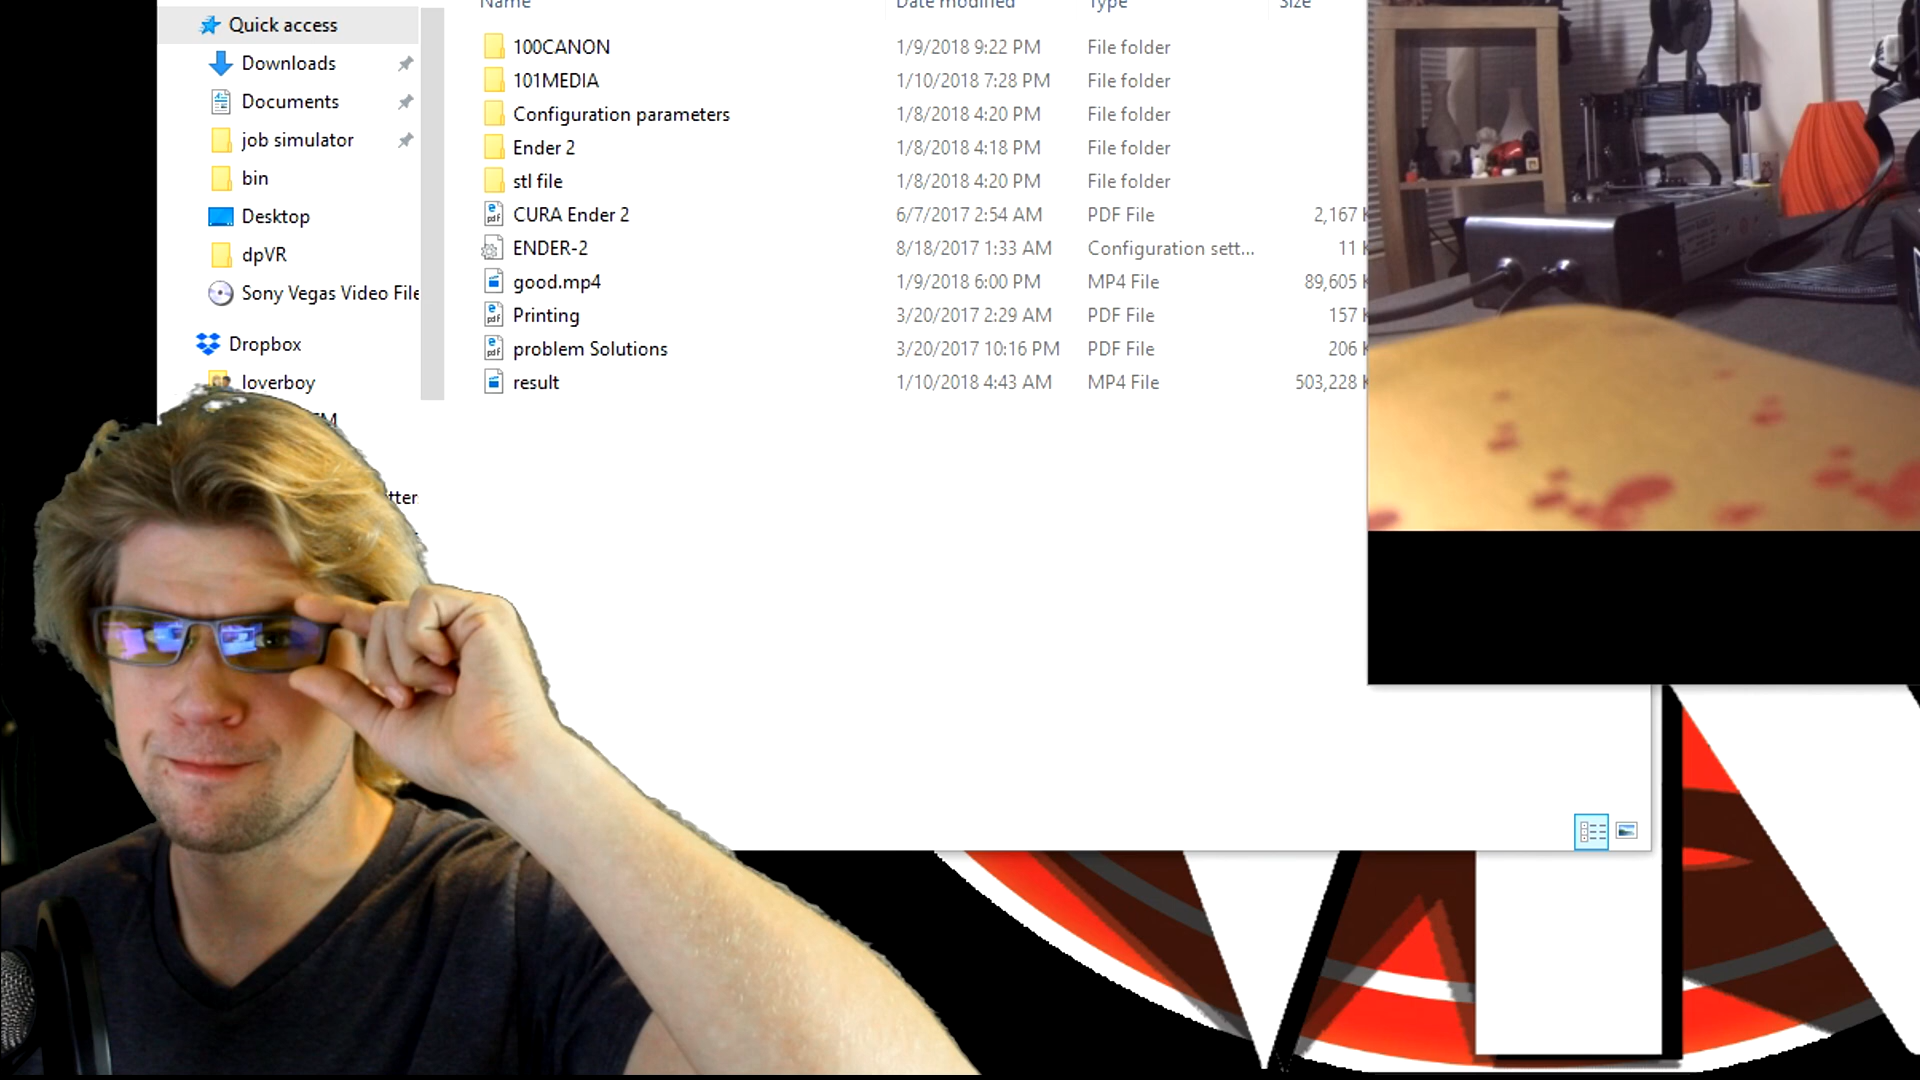 Name Date modified Type Size
Quick access
Downloads
Documents
job simulator
bin
Desktop
dpVR
Sony Vegas Video File
Dropbox
loverboy
100CANON 1/9/2018 9:22 PM File folder
101MEDIA 1/10/2018 7:28 PM File folder
Configuration parameters 1/8/2018 4:20 PM File folder
Ender 2 1/8/2018 4:18 PM File folder
stl file 1/8/2018 4:20 PM File folder
CURA Ender 2 6/7/2017 2:54 AM PDF File 2,167 K
ENDER-2 8/18/2017 1:33 AM Configuration sett... 11 K
good.mp4 1/9/2018 6:00 PM MP4 File 89,605 K
Printing 3/20/2017 2:29 AM PDF File 157 K
problem Solutions 3/20/2017 10:16 PM PDF File 206 K
result 1/10/2018 4:43 AM MP4 File 503,228 K